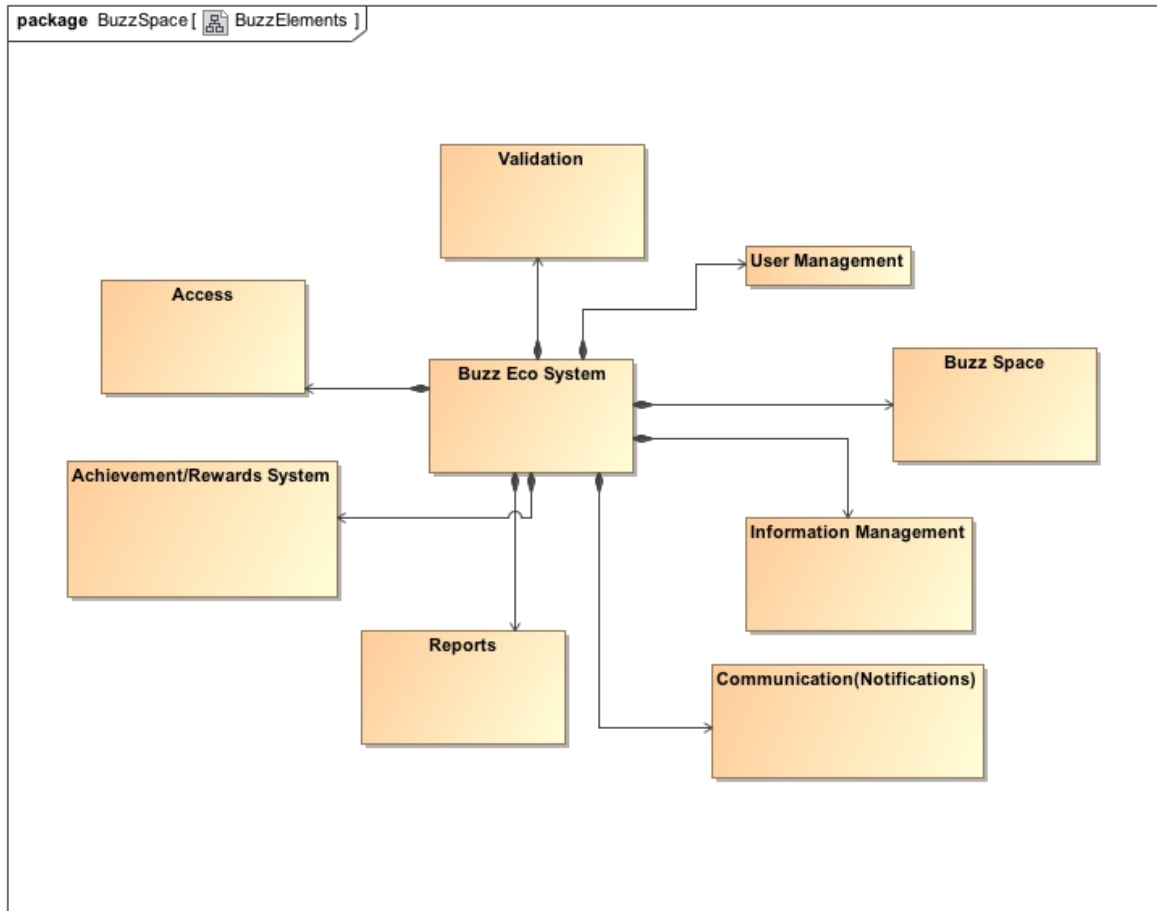 package BuzzSpace [ BuzzElements ]
Validation
User Management
Access
Buzz Space
Buzz Eco System
Achievement/Rewards System
Information Management
Reports
Communication(Notifications)